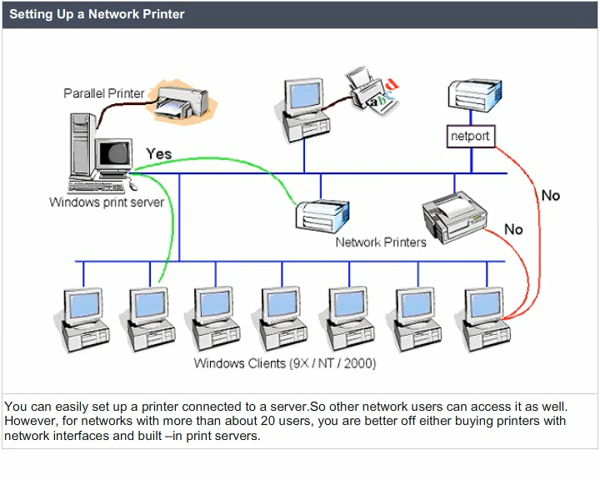 Setting Up a Network Printer
Parallel Printer
abcd
netport
Yes
No
Windows print server
No
Network Printers
Windows Clients (9X / NT / 2000)
You can easily set up a printer connected to a server.So other network users can access it as well.
However, for networks with more than about 20 users, you are better off either buying printers with
network interfaces and built –in print servers.